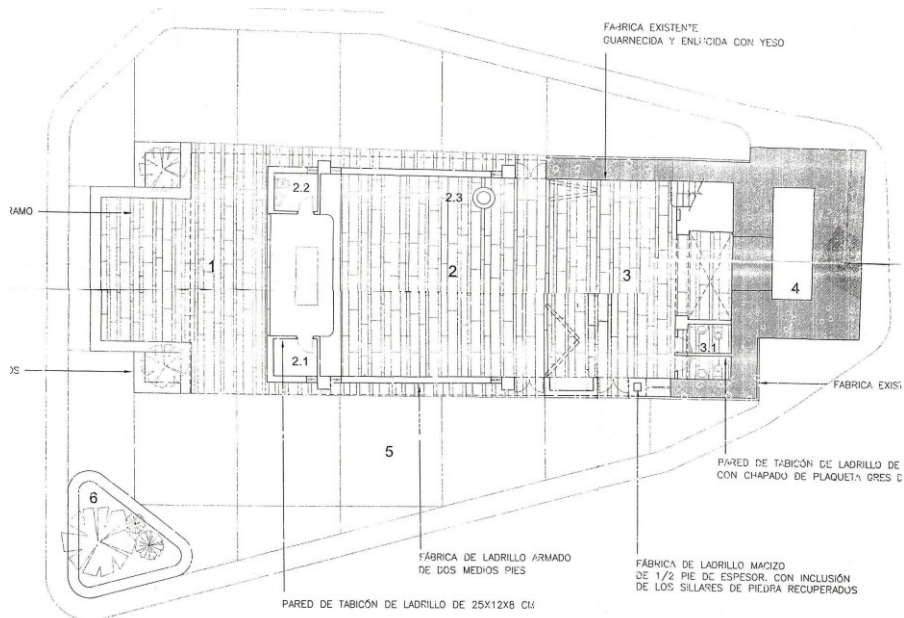 FABRICA EXISTENTE
GUARNECIDA Y ENLUCIDA CON YESO
RAMO
2.2
2.3
1
2
3
4
3.1
2.1
OS
FABRICA EXIST
5
PARED DE TABICÓN DE LADRILLO DE
CON CHAPADO DE PLAQUETA GRES D
6
FÁBRICA DE LADRILLO ARMADO
DE DOS MEDIOS PIES
FÁBRICA DE LADRILLO MACIZO
DE 1/2 PIE DE ESPESOR, CON INCLUSIÓN
DE LOS SILLARES DE PIEDRA RECUPERADOS
PARED DE TABICÓN DE LADRILLO DE 25X12X8 CM